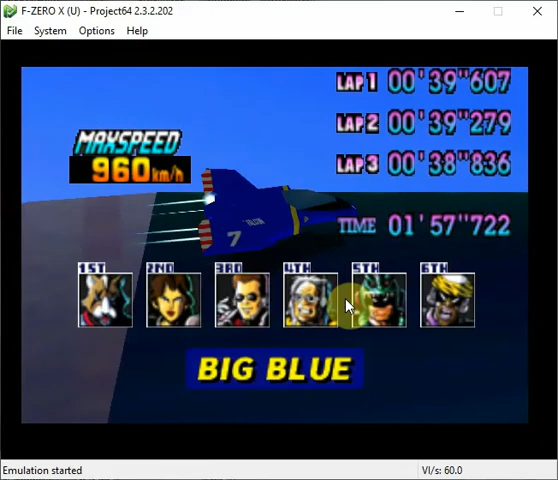 F-ZERO X (U) - Project64 2.3.2.202
File System Options Help
LAP 1 00'39"607
LAP 2 00'39"279
MAXSPEED
960km/h
LAP 3 00'38"836
7 FALCON
TIME 01'57"722
1ST 2ND 3RD 4TH 5TH 6TH
BIG BLUE
Emulation started VI/s: 60.0